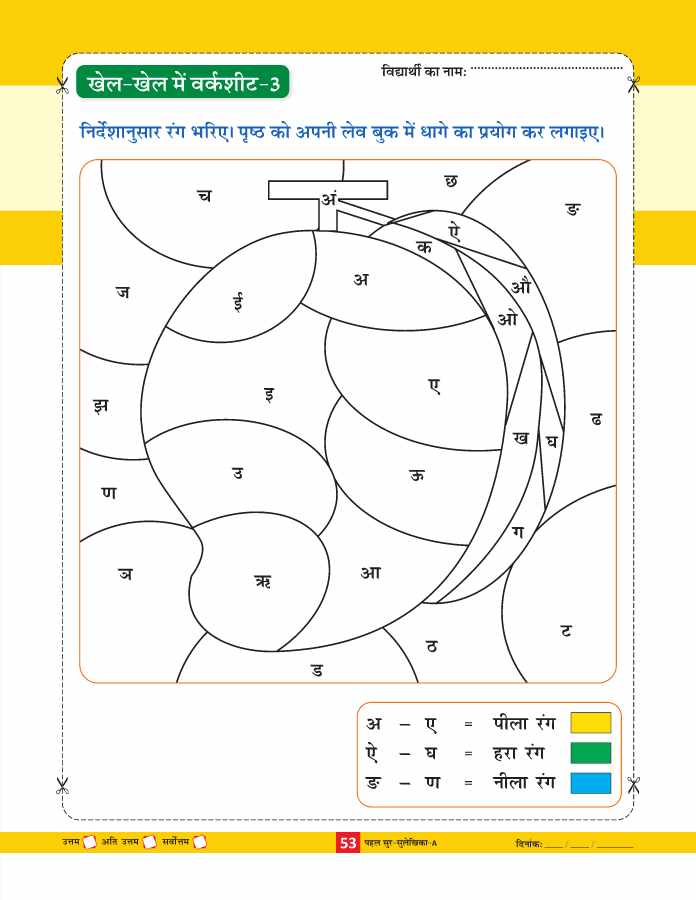 विद्यार्थी का नाम:
खेल-खेल में वर्कशीट-3
निर्देशानुसार रंग भरिए। पृष्ठ को अपनी लेव बुक में धागे का प्रयोग कर लगाइए।
च
अं
छ
ङ
ऐ
क
ज
ई
अ
औ
ओ
झ
इ
ए
ढ
ख
घ
ण
उ
ऊ
ग
ञ
ऋ
आ
ट
ठ
ड
अ – ए = पीला रंग
ऐ – घ = हरा रंग
ङ – ण = नीला रंग
उत्तम अति उत्तम सर्वोत्तम 53 पहल सुर-सुलेखिका-A दिनांक: ____ / ____ / ________